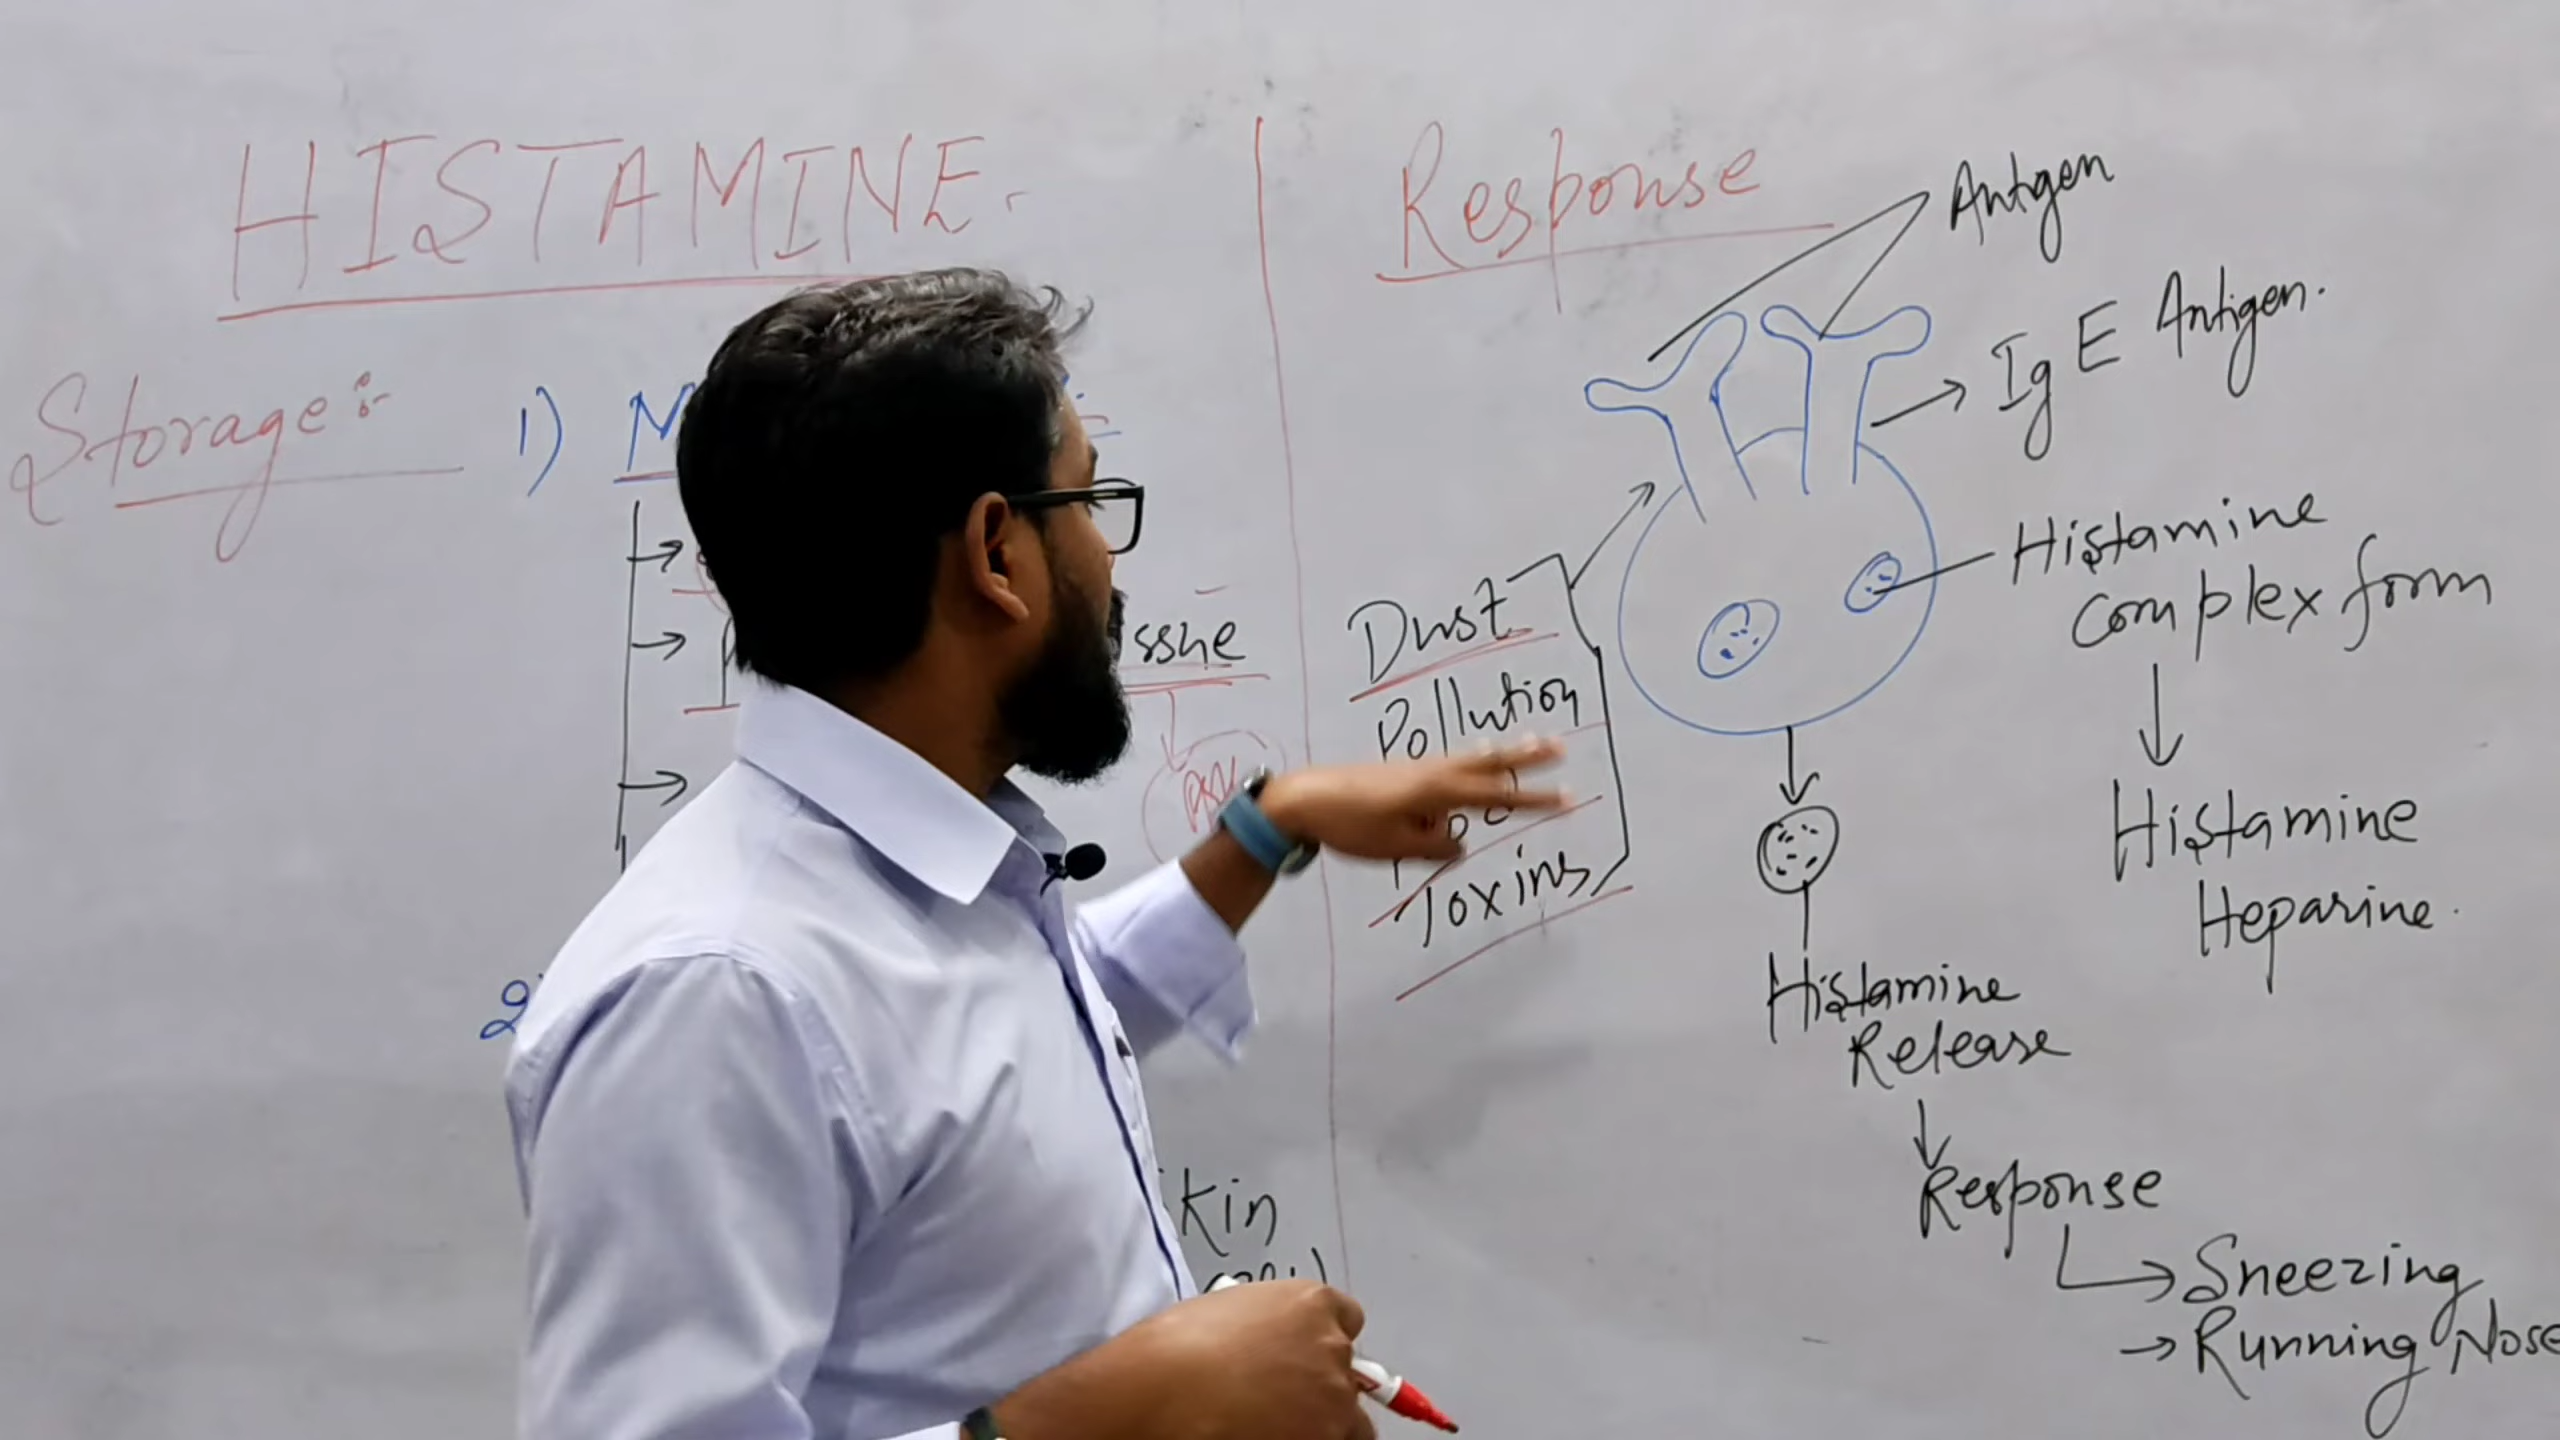 HISTAMINE.
Storage:-
1)
ssue
2
kin
Response
Antigen
Ig E Antigen.
Histamine
complex form
Histamine
Heparine.
Dust
Pollution
Toxins
Histamine
Release
Response
Sneezing
Running Nose